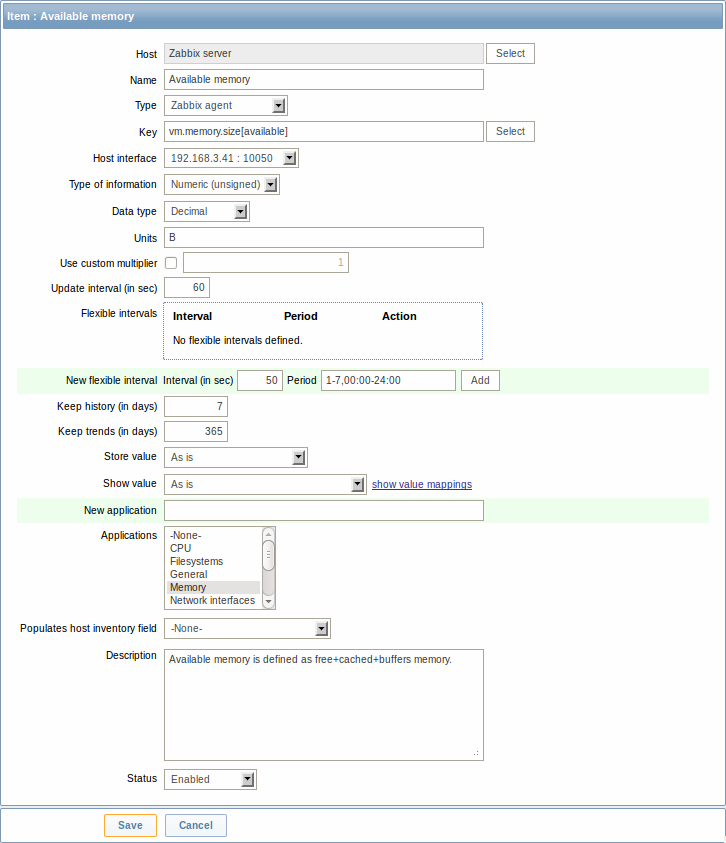 Item : Available memory
Host Zabbix server Select
Name Available memory
Type Zabbix agent
Key vm.memory.size[available] Select
Host interface 192.168.3.41 : 10050
Type of information Numeric (unsigned)
Data type Decimal
Units B
Use custom multiplier 1
Update interval (in sec) 60
Flexible intervals Interval Period Action
No flexible intervals defined.
New flexible interval Interval (in sec) 50 Period 1-7,00:00-24:00 Add
Keep history (in days) 7
Keep trends (in days) 365
Store value As is
Show value As is show value mappings
New application
Applications -None-
CPU
Filesystems
General
Memory
Network interfaces
Populates host inventory field -None-
Description Available memory is defined as free+cached+buffers memory.
Status Enabled
Save Cancel